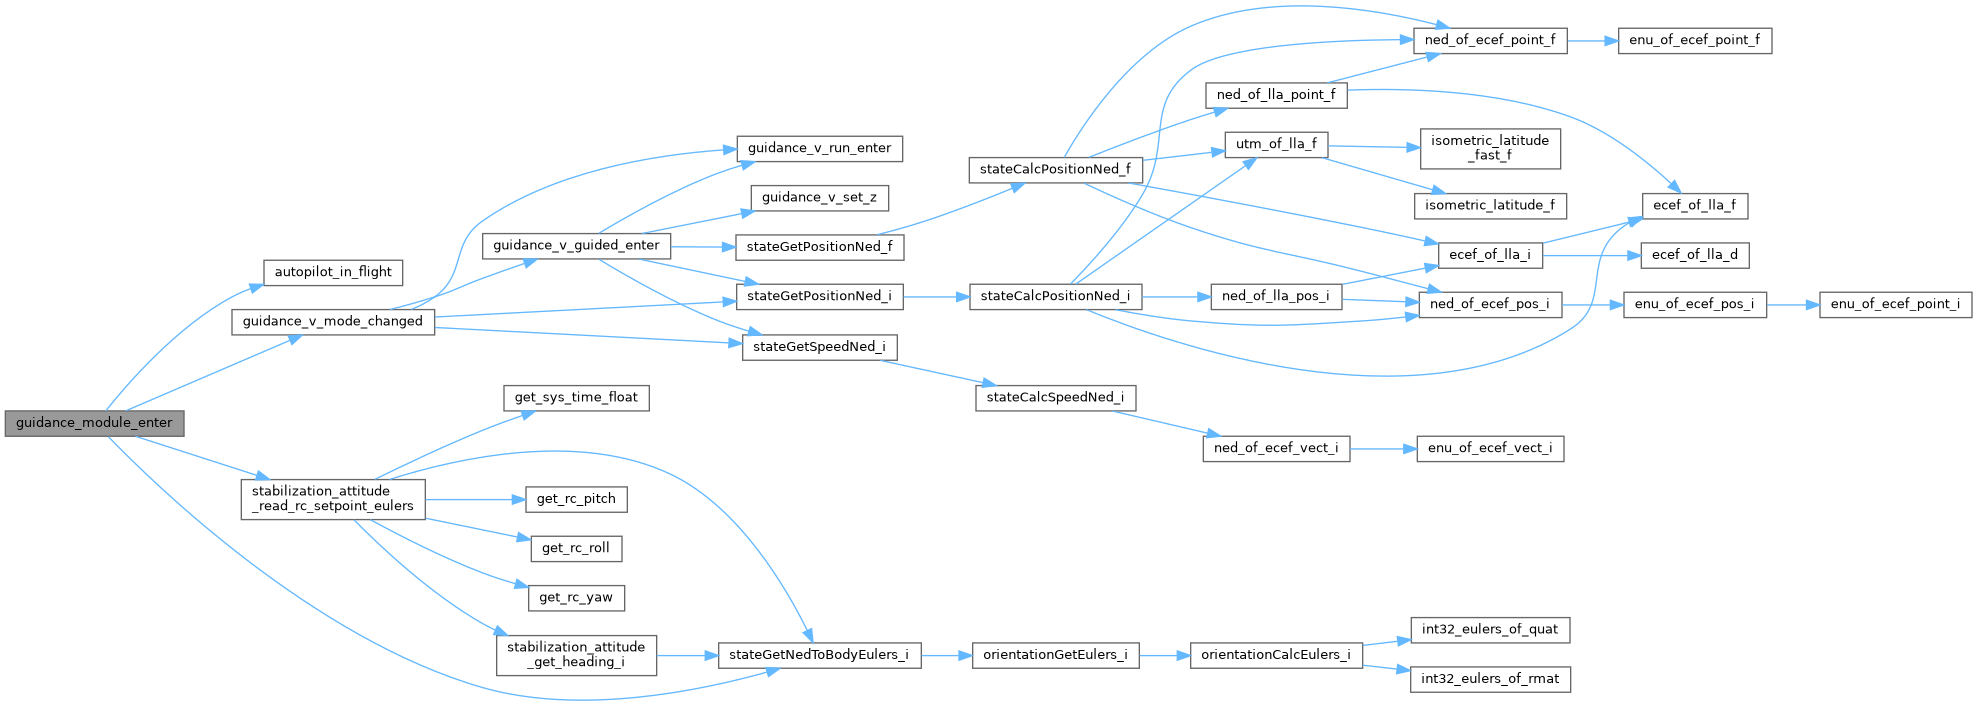 guidance_module_enter
autopilot_in_flight
guidance_v_mode_changed
stabilization_attitude
_read_rc_setpoint_eulers
guidance_v_run_enter
guidance_v_guided_enter
guidance_v_set_z
stateGetPositionNed_f
stateGetPositionNed_i
stateGetSpeedNed_i
get_sys_time_float
get_rc_pitch
get_rc_roll
get_rc_yaw
stabilization_attitude
_get_heading_i
stateGetNedToBodyEulers_i
stateCalcPositionNed_f
stateCalcPositionNed_i
stateCalcSpeedNed_i
orientationGetEulers_i
ned_of_ecef_point_f
enu_of_ecef_point_f
ned_of_lla_point_f
utm_of_lla_f
isometric_latitude
_fast_f
isometric_latitude_f
ecef_of_lla_f
ecef_of_lla_i
ecef_of_lla_d
ned_of_lla_pos_i
ned_of_ecef_pos_i
enu_of_ecef_pos_i
enu_of_ecef_point_i
ned_of_ecef_vect_i
enu_of_ecef_vect_i
orientationCalcEulers_i
int32_eulers_of_quat
int32_eulers_of_rmat